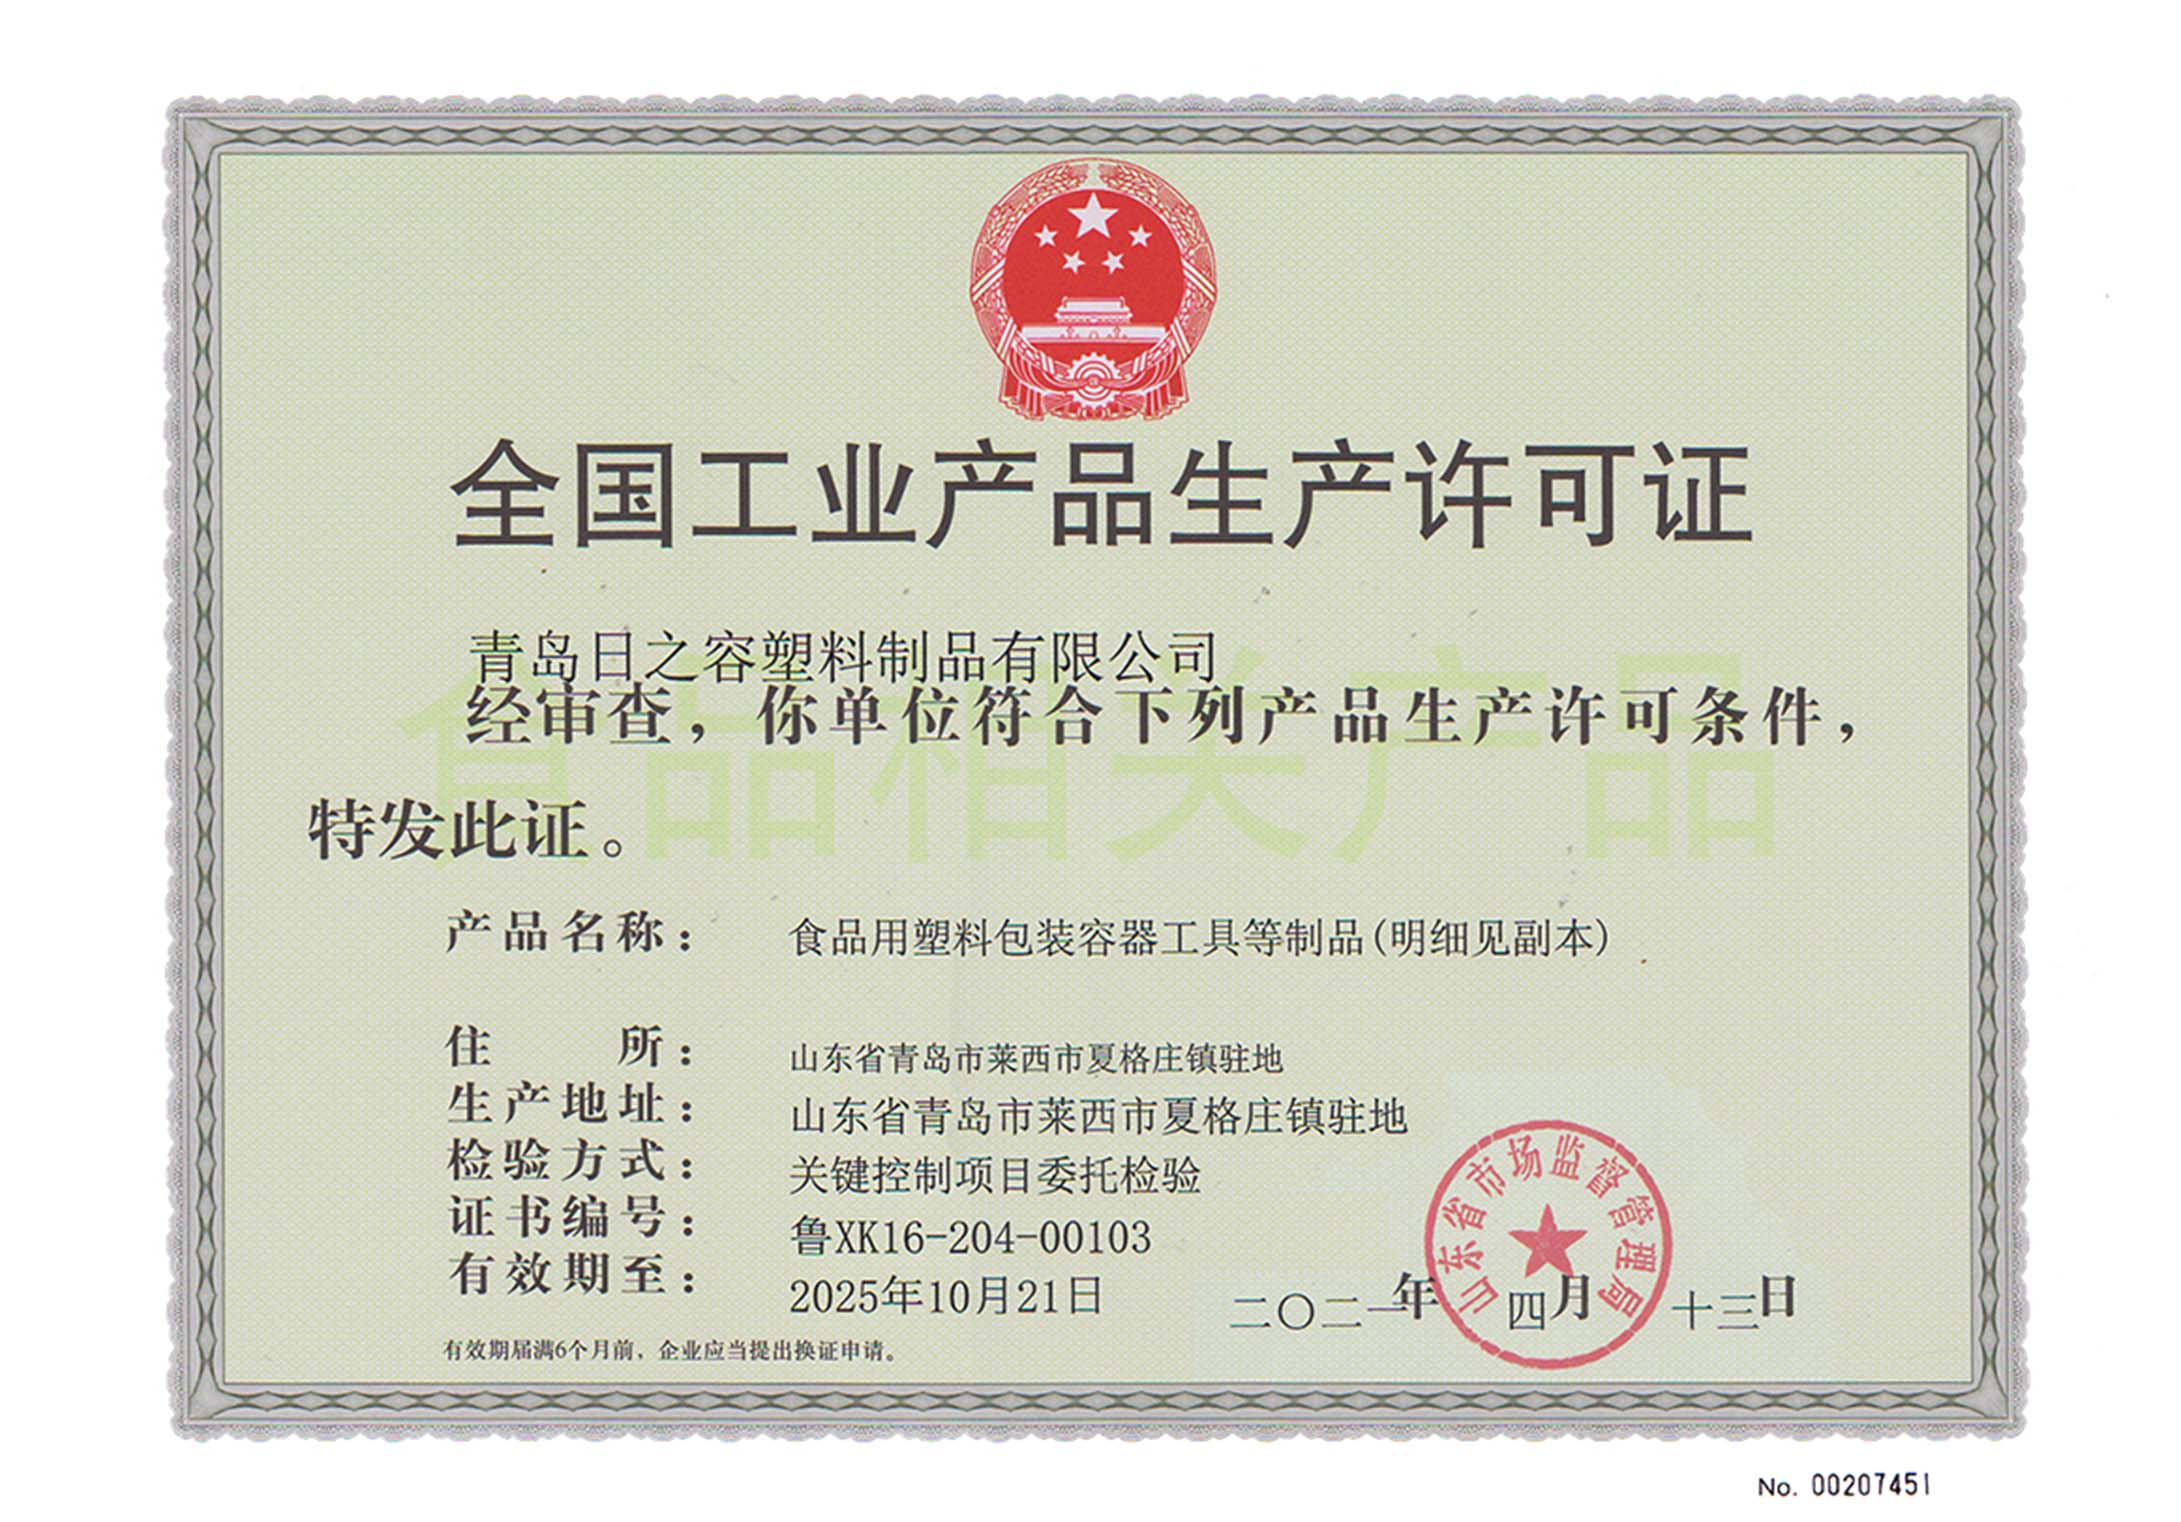 全国工业产品生产许可证
青岛日之容塑料制品有限公司
经审查，你单位符合下列产品生产许可条件，
特发此证。
食品相关产品
产品名称： 食品用塑料包装容器工具等制品(明细见副本)
住所： 山东省青岛市莱西市夏格庄镇驻地
生产地址： 山东省青岛市莱西市夏格庄镇驻地
检验方式： 关键控制项目委托检验
证书编号： 鲁XK16-204-00103
有效期至： 2025年10月21日
山东省市场监督管理局
二〇二一年四月十三日
有效期届满6个月前，企业应当提出换证申请。
No. 00207451